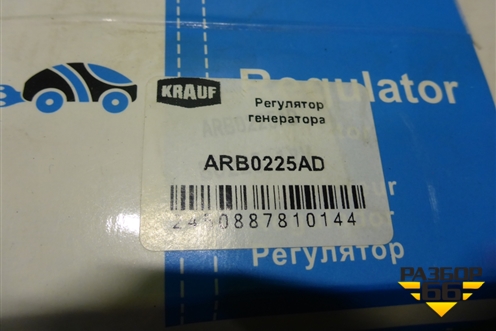 Regulator
KRAUF
Регулятор
генератора
ARB0225AD
2400887810144
Регулятор
РАЗБОР
66